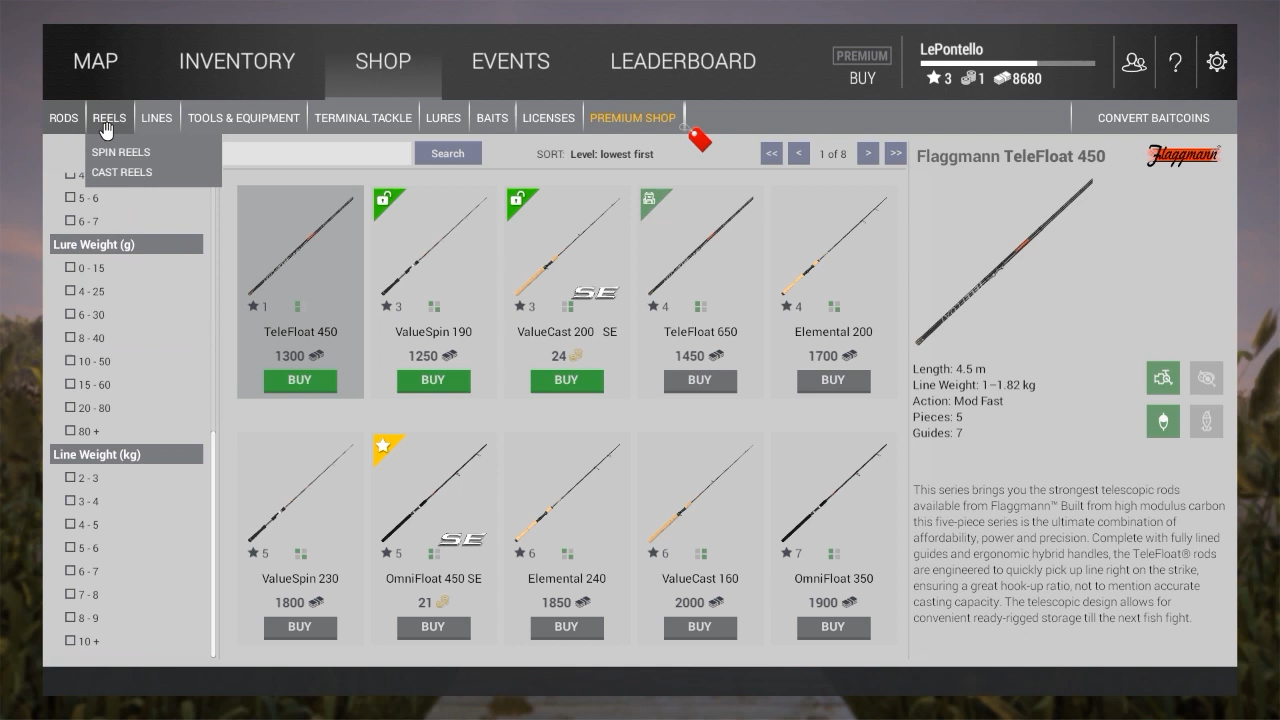 MAP
INVENTORY
SHOP
EVENTS
LEADERBOARD
PREMIUM
BUY
LePontello
3
1
8680
RODS
REELS
LINES
TOOLS & EQUIPMENT
TERMINAL TACKLE
LURES
BAITS
LICENSES
PREMIUM SHOP
CONVERT BAITCOINS
SPIN REELS
CAST REELS
Search
SORT: Level: lowest first
<<
<
1 of 8
>
>>
5 - 6
6 - 7
Lure Weight (g)
0 - 15
4 - 25
6 - 30
8 - 40
10 - 50
15 - 60
20 - 80
80 +
Line Weight (kg)
2 - 3
3 - 4
4 - 5
5 - 6
6 - 7
7 - 8
8 - 9
10 +
1
TeleFloat 450
1300
BUY
3
ValueSpin 190
1250
BUY
SE
3
ValueCast 200 SE
24
BUY
4
TeleFloat 650
1450
BUY
4
Elemental 200
1700
BUY
5
ValueSpin 230
1800
BUY
SE
5
OmniFloat 450 SE
21
BUY
6
Elemental 240
1850
BUY
6
ValueCast 160
2000
BUY
7
OmniFloat 350
1900
BUY
Flaggmann TeleFloat 450
Flaggmann
Length: 4.5 m
Line Weight: 1–1.82 kg
Action: Mod Fast
Pieces: 5
Guides: 7
This series brings you the strongest telescopic rods
available from Flaggmann™ Built from high modulus carbon
this five-piece series is the ultimate combination of
affordability, power and precision. Complete with fully lined
guides and ergonomic hybrid handles, the TeleFloat® rods
are engineered to quickly pick up line right on the strike,
ensuring a great hook-up ratio, not to mention accurate
casting capacity. The telescopic design allows for
convenient ready-rigged storage till the next fish fight.